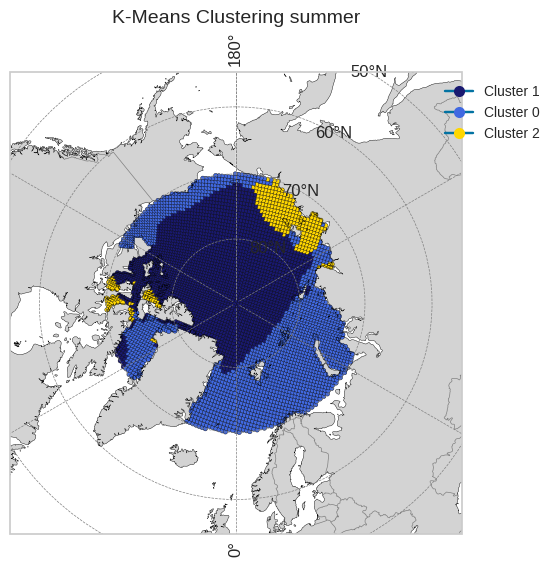 K-Means Clustering summer
180°
50°N
Cluster 1
Cluster 0
60°N
Cluster 2
70°N
0°